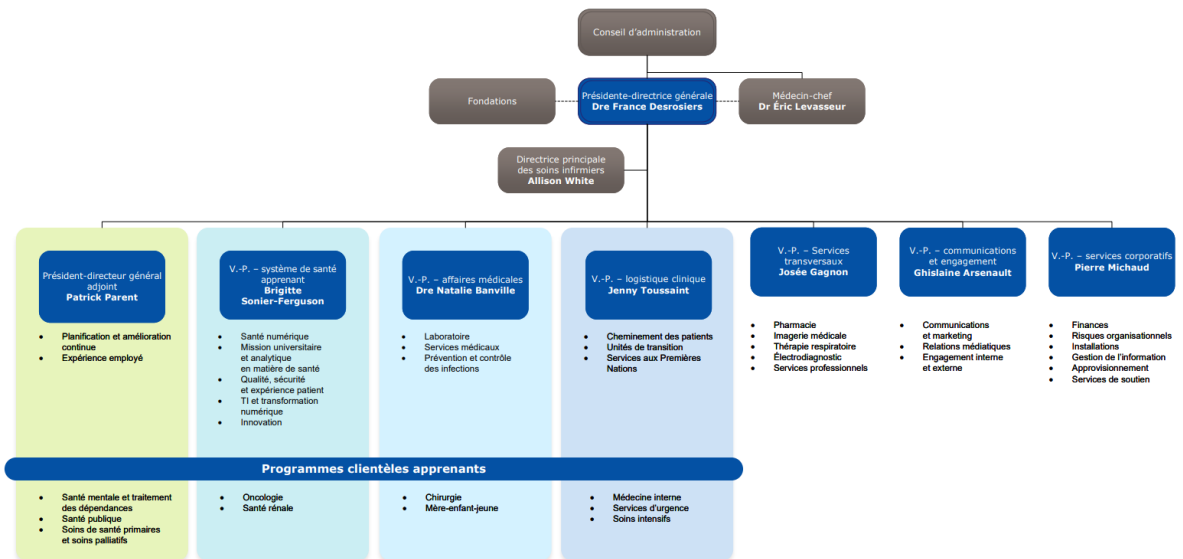 Conseil d'administration
Fondations
Présidente-directrice générale
Dre France Desrosiers
Médecin-chef
Dr Éric Levasseur
Directrice principale
des soins infirmiers
Allison White
Président-directeur général
adjoint
Patrick Parent
• Planification et amélioration
continue
• Expérience employé
V.-P. – système de santé
apprenant
Brigitte
Sonier-Ferguson
• Santé numérique
• Mission universitaire
et analytique
en matière de santé
• Qualité, sécurité
et expérience patient
• TI et transformation
numérique
• Innovation
V.-P. – affaires médicales
Dre Natalie Banville
• Laboratoire
• Services médicaux
• Prévention et contrôle
des infections
V.-P. – logistique clinique
Jenny Toussaint
• Cheminement des patients
• Unités de transition
• Services aux Premières
Nations
V.-P. – Services
transversaux
Josée Gagnon
• Pharmacie
• Imagerie médicale
• Thérapie respiratoire
• Électrodiagnostic
• Services professionnels
V.-P. – communications
et engagement
Ghislaine Arsenault
• Communications
et marketing
• Relations médiatiques
• Engagement interne
et externe
V.-P. – services corporatifs
Pierre Michaud
• Finances
• Risques organisationnels
• Installations
• Gestion de l'information
• Approvisionnement
• Services de soutien
Programmes clientèles apprenants
• Santé mentale et traitement
des dépendances
• Santé publique
• Soins de santé primaires
et soins palliatifs
• Oncologie
• Santé rénale
• Chirurgie
• Mère-enfant-jeune
• Médecine interne
• Services d'urgence
• Soins intensifs